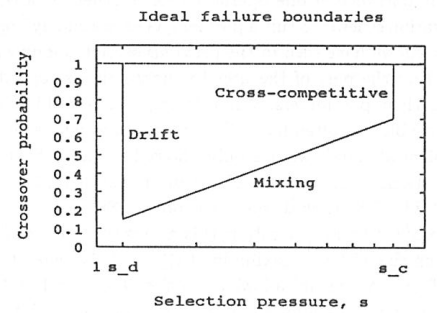 Ideal failure boundaries
Crossover probability
1
0.9
0.8
0.7
0.6
0.5
0.4
0.3
0.2
0.1
0
Cross-competitive
Drift
Mixing
1 s_d
s_c
Selection pressure, s